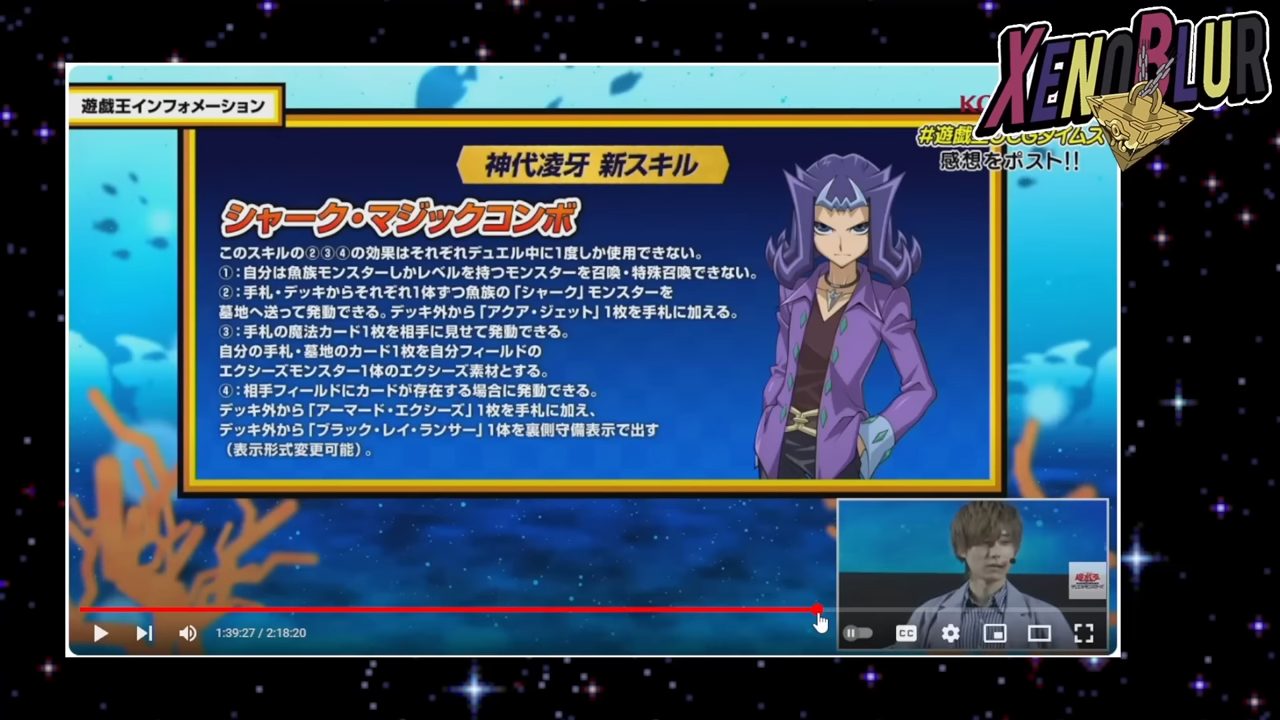 XENOBLUR
遊戯王インフォメーション
#遊戯王OCGタイムス
感想をポスト!!
神代凌牙 新スキル
シャーク・マジックコンボ
このスキルの②③④の効果はそれぞれデュエル中に1度しか使用できない。
①：自分は魚族モンスターしかレベルを持つモンスターを召喚・特殊召喚できない。
②：手札・デッキからそれぞれ1体ずつ魚族の「シャーク」モンスターを
墓地へ送って発動できる。デッキ外から「アクア・ジェット」1枚を手札に加える。
③：手札の魔法カード1枚を相手に見せて発動できる。
自分の手札・墓地のカード1枚を自分フィールドの
エクシーズモンスター1体のエクシーズ素材とする。
④：相手フィールドにカードが存在する場合に発動できる。
デッキ外から「アーマード・エクシーズ」1枚を手札に加え、
デッキ外から「ブラック・レイ・ランサー」1体を裏側守備表示で出す
（表示形式変更可能）。
遊戯王
1:39:27 / 2:18:20
CC